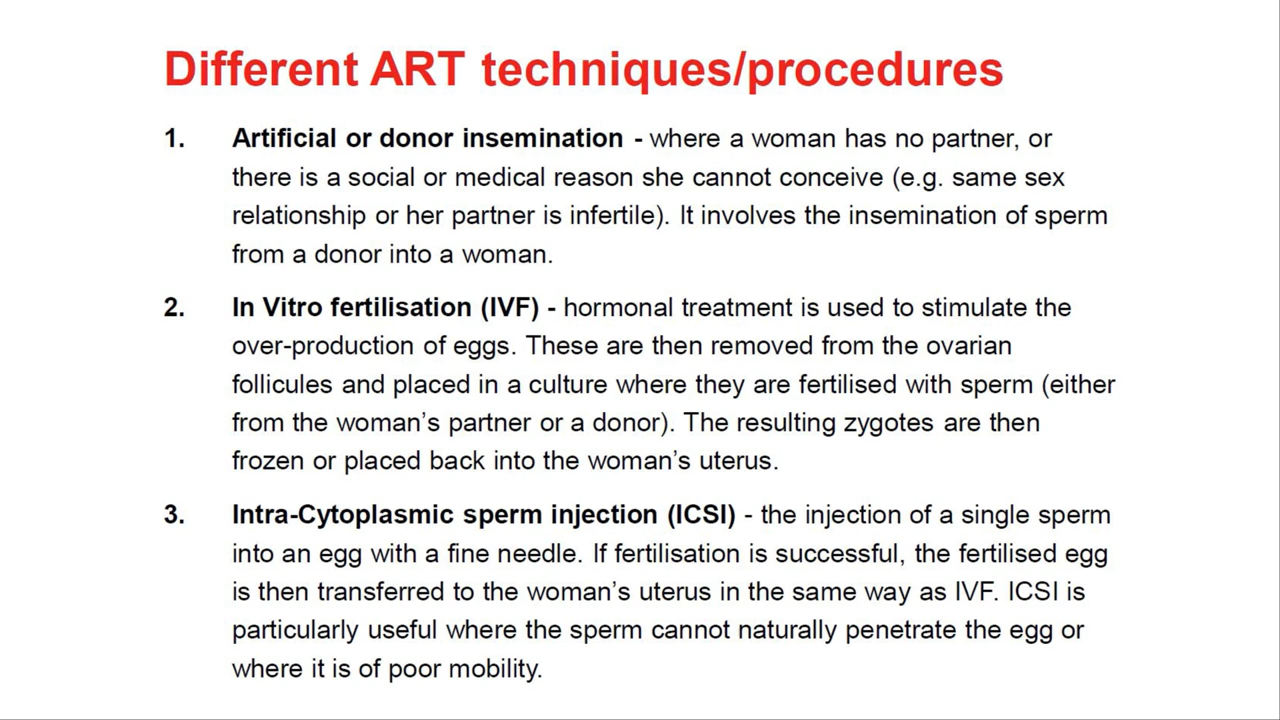 Different ART techniques/procedures
1. Artificial or donor insemination - where a woman has no partner, or
there is a social or medical reason she cannot conceive (e.g. same sex
relationship or her partner is infertile). It involves the insemination of sperm
from a donor into a woman.
2. In Vitro fertilisation (IVF) - hormonal treatment is used to stimulate the
over-production of eggs. These are then removed from the ovarian
follicules and placed in a culture where they are fertilised with sperm (either
from the woman’s partner or a donor). The resulting zygotes are then
frozen or placed back into the woman’s uterus.
3. Intra-Cytoplasmic sperm injection (ICSI) - the injection of a single sperm
into an egg with a fine needle. If fertilisation is successful, the fertilised egg
is then transferred to the woman’s uterus in the same way as IVF. ICSI is
particularly useful where the sperm cannot naturally penetrate the egg or
where it is of poor mobility.